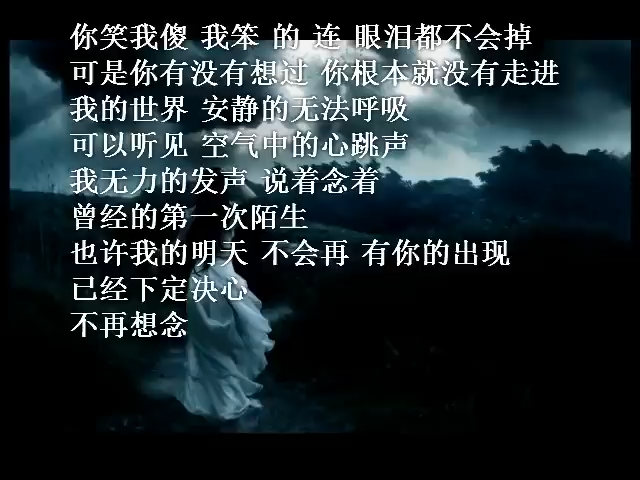 你笑我傻 我笨 的 连 眼泪都不会掉
可是你有没有想过 你根本就没有走进
我的世界 安静的无法呼吸
可以听见 空气中的心跳声
我无力的发声 说着念着
曾经的第一次陌生
也许我的明天 不会再 有你的出现
已经下定决心
不再想念